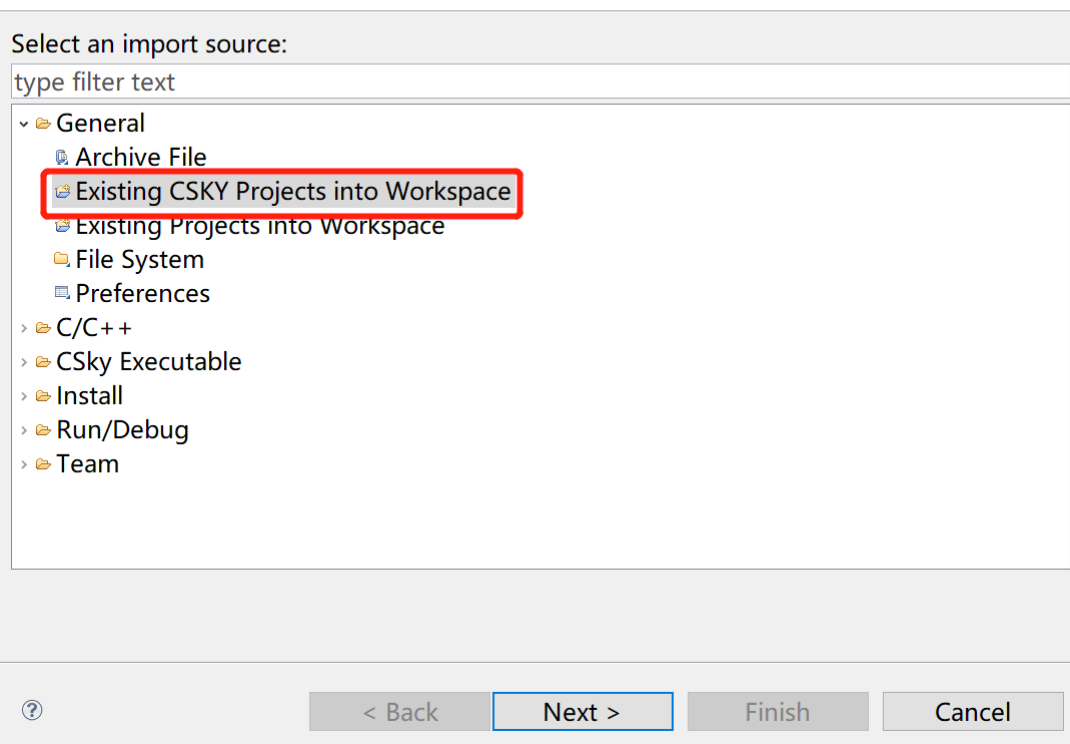 Select an import source:
type filter text
General
Archive File
Existing CSKY Projects into Workspace
Existing Projects into Workspace
File System
Preferences
C/C++
CSky Executable
Install
Run/Debug
Team
? < Back Next > Finish Cancel